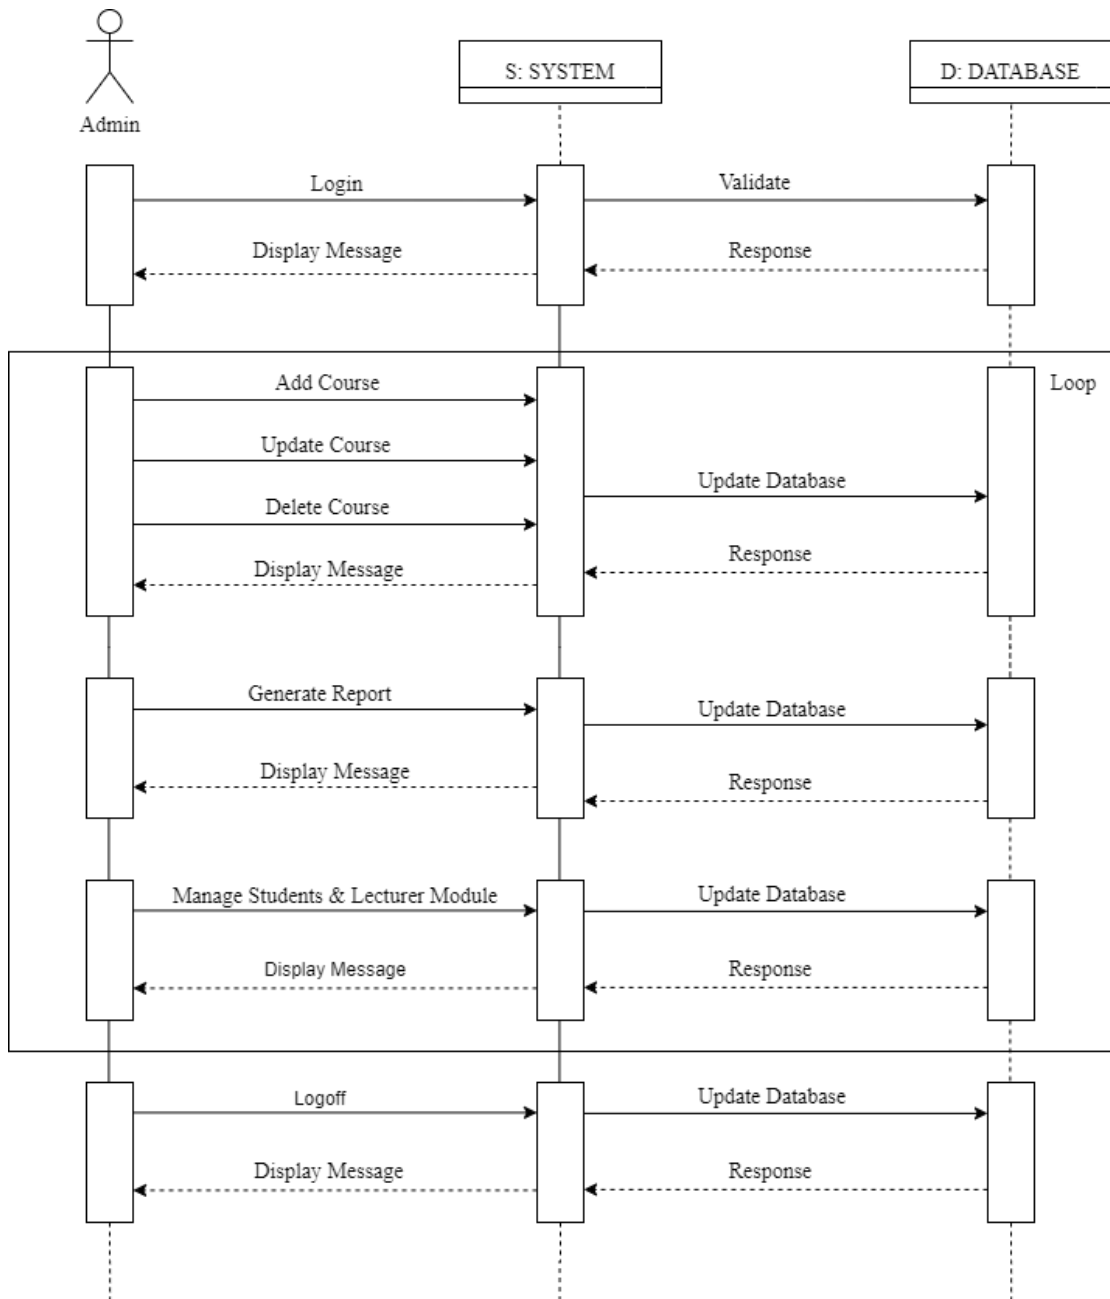 S: SYSTEM
D: DATABASE
Admin
Login
Validate
Display Message
Response
Add Course
Loop
Update Course
Update Database
Delete Course
Response
Display Message
Generate Report
Update Database
Display Message
Response
Manage Students & Lecturer Module
Update Database
Display Message
Response
Logoff
Update Database
Display Message
Response